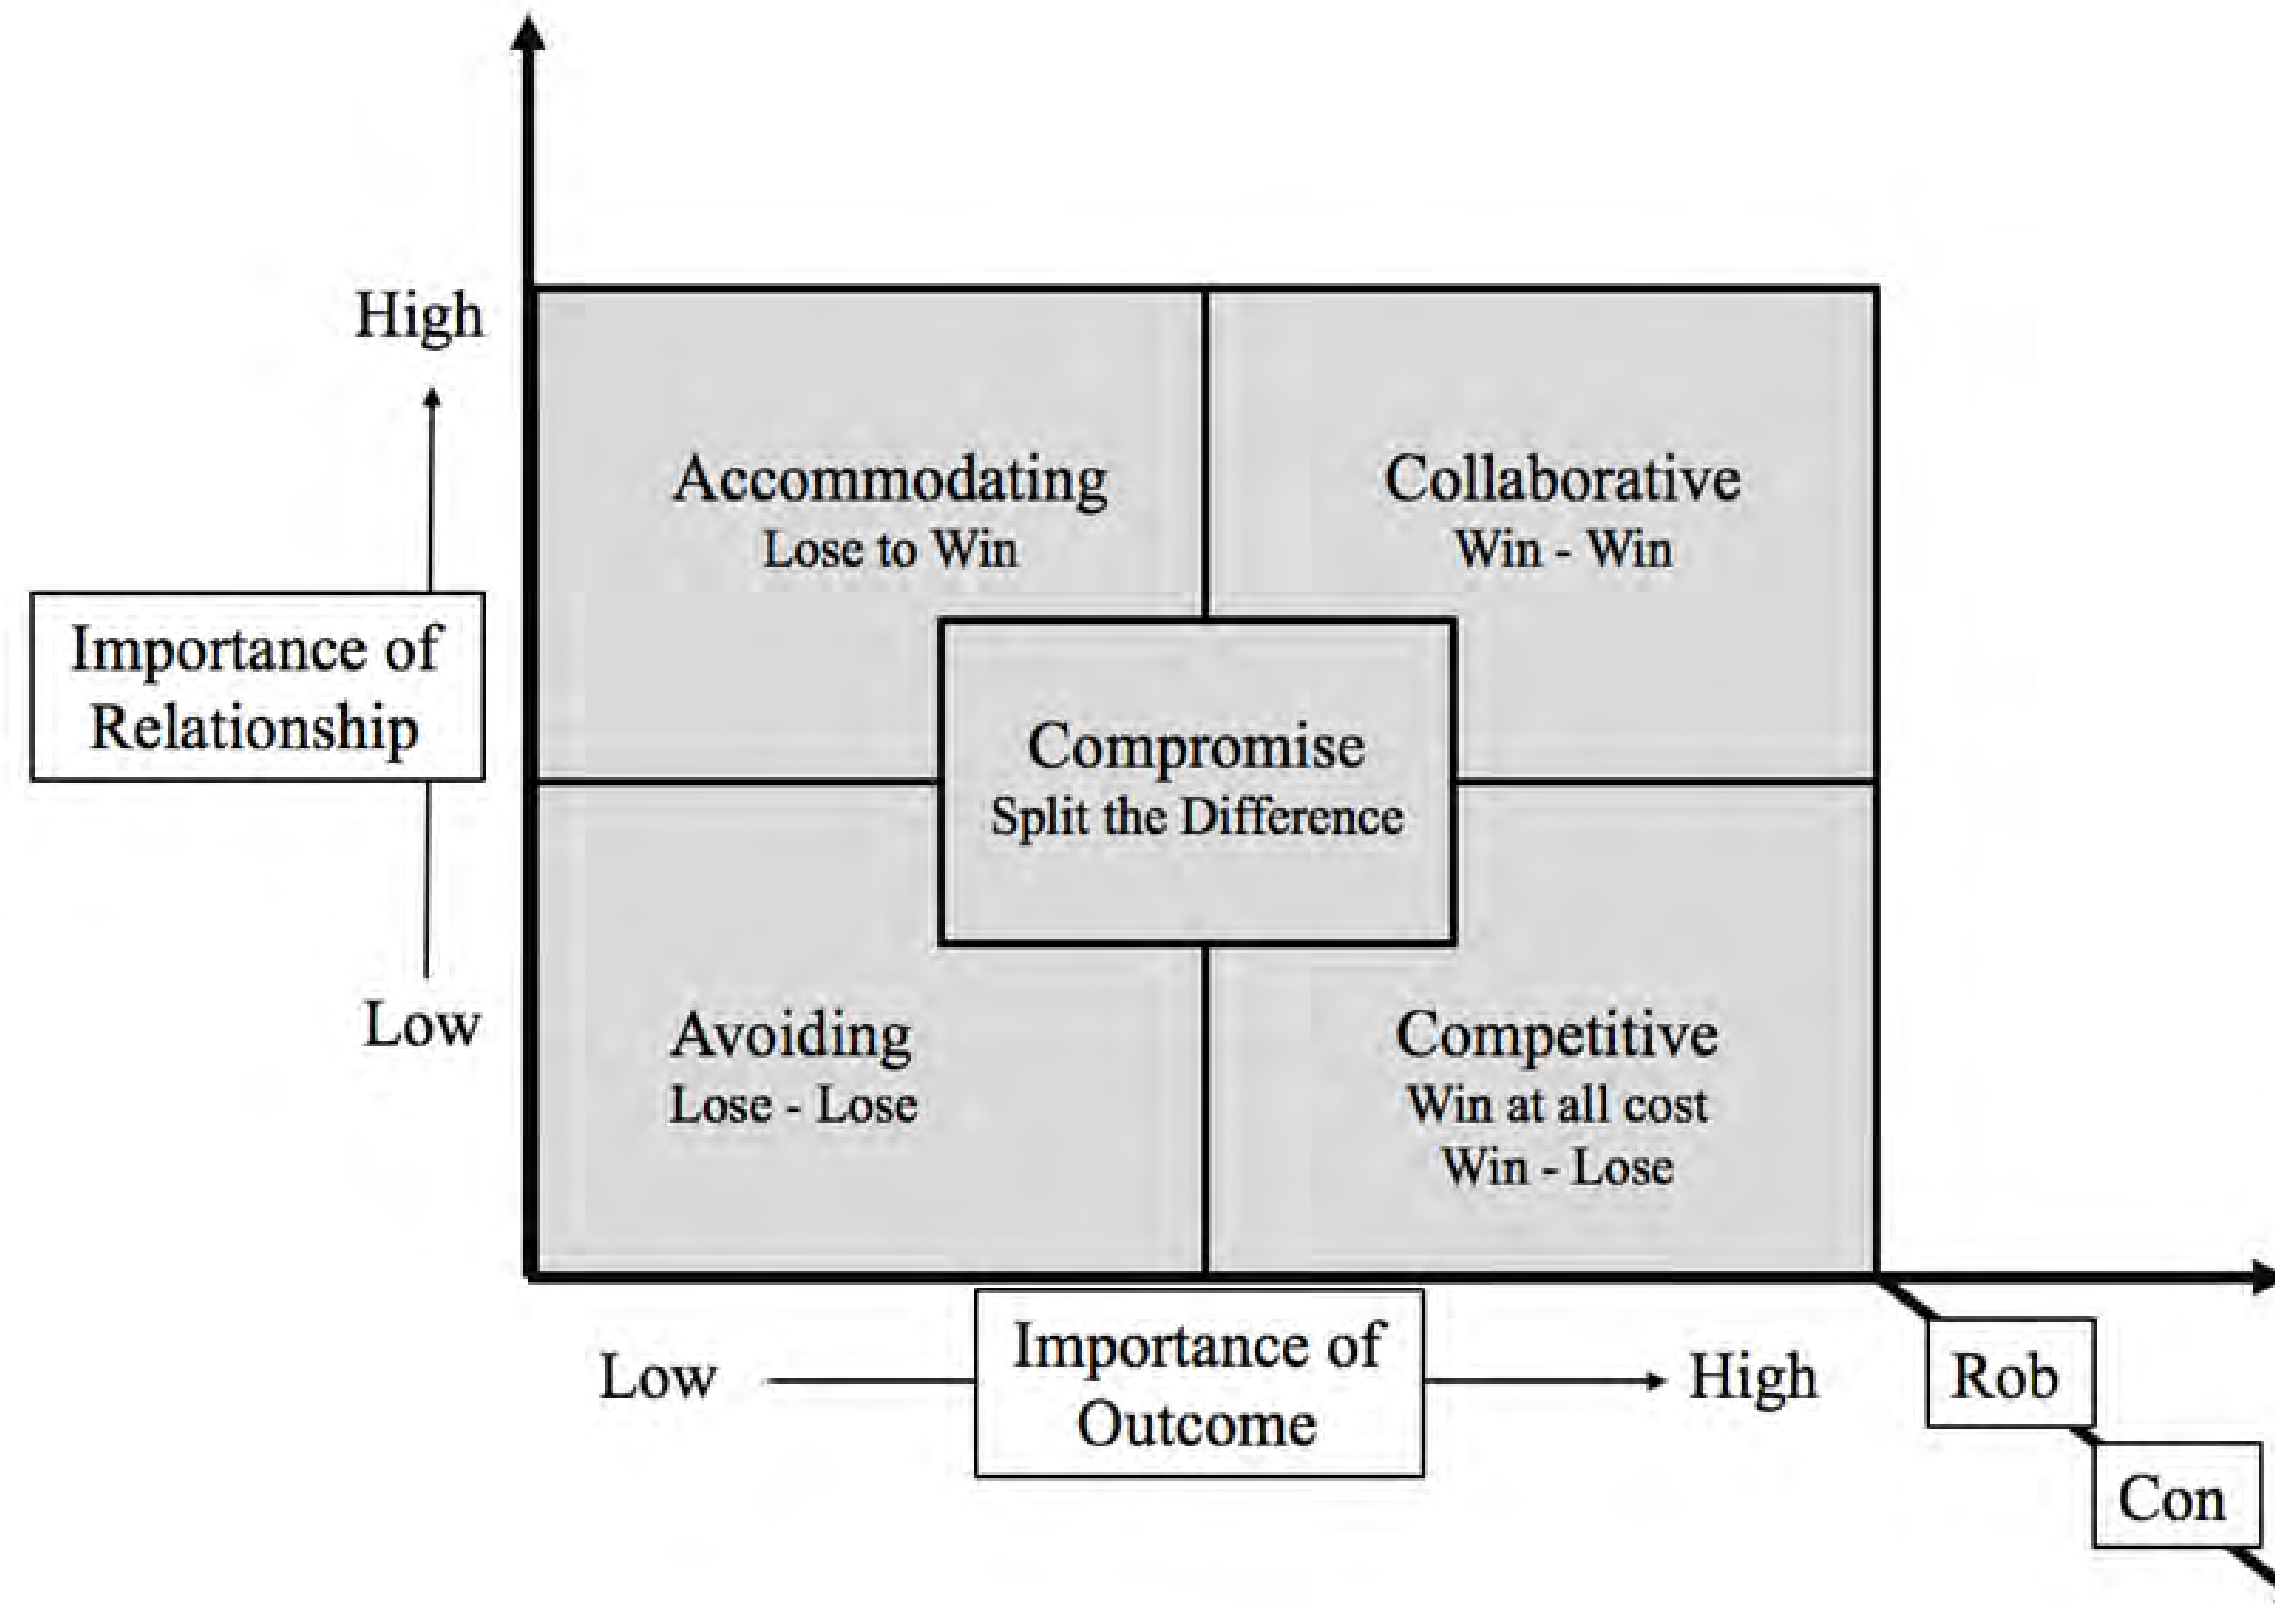 High
Accommodating
Lose to Win
Collaborative
Win - Win
Importance of
Relationship
Compromise
Split the Difference
Low
Avoiding
Lose - Lose
Competitive
Win at all cost
Win - Lose
Low
Importance of
Outcome
High
Rob
Con